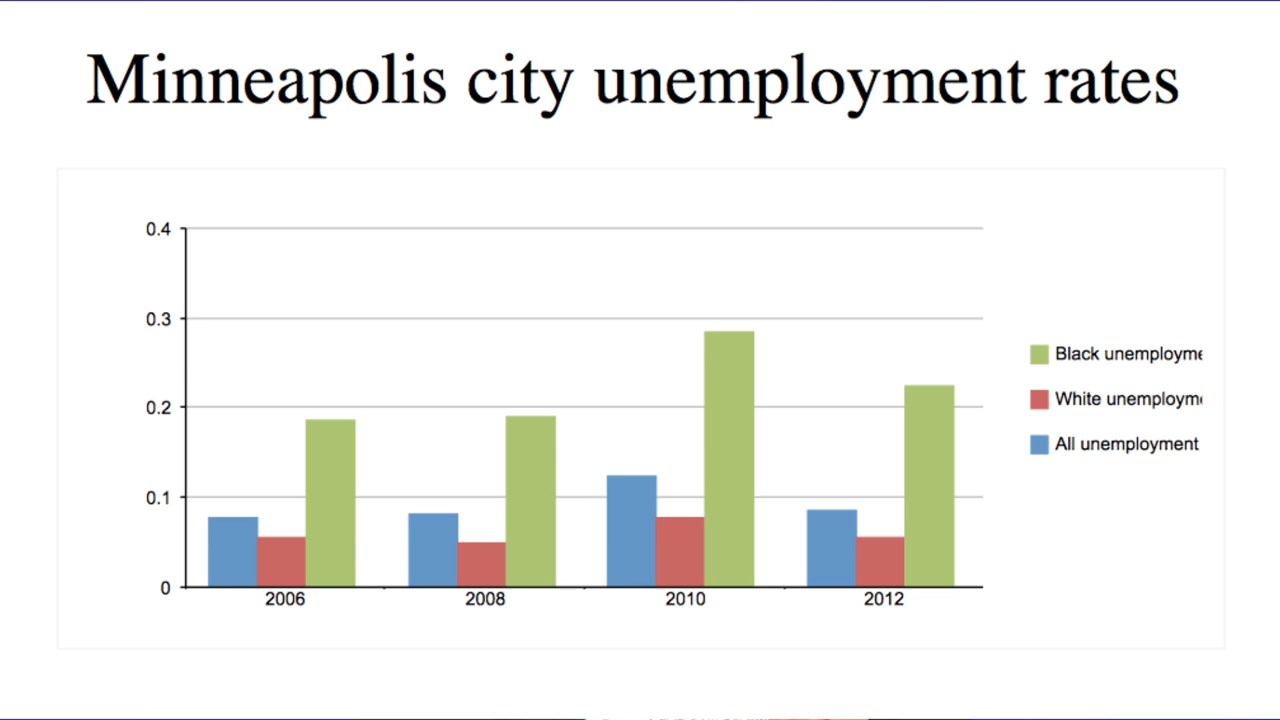 Minneapolis city unemployment rates
0.4
0.3
0.2
0.1
0
2006 2008 2010 2012
Black unemployme
White unemploym
All unemployment